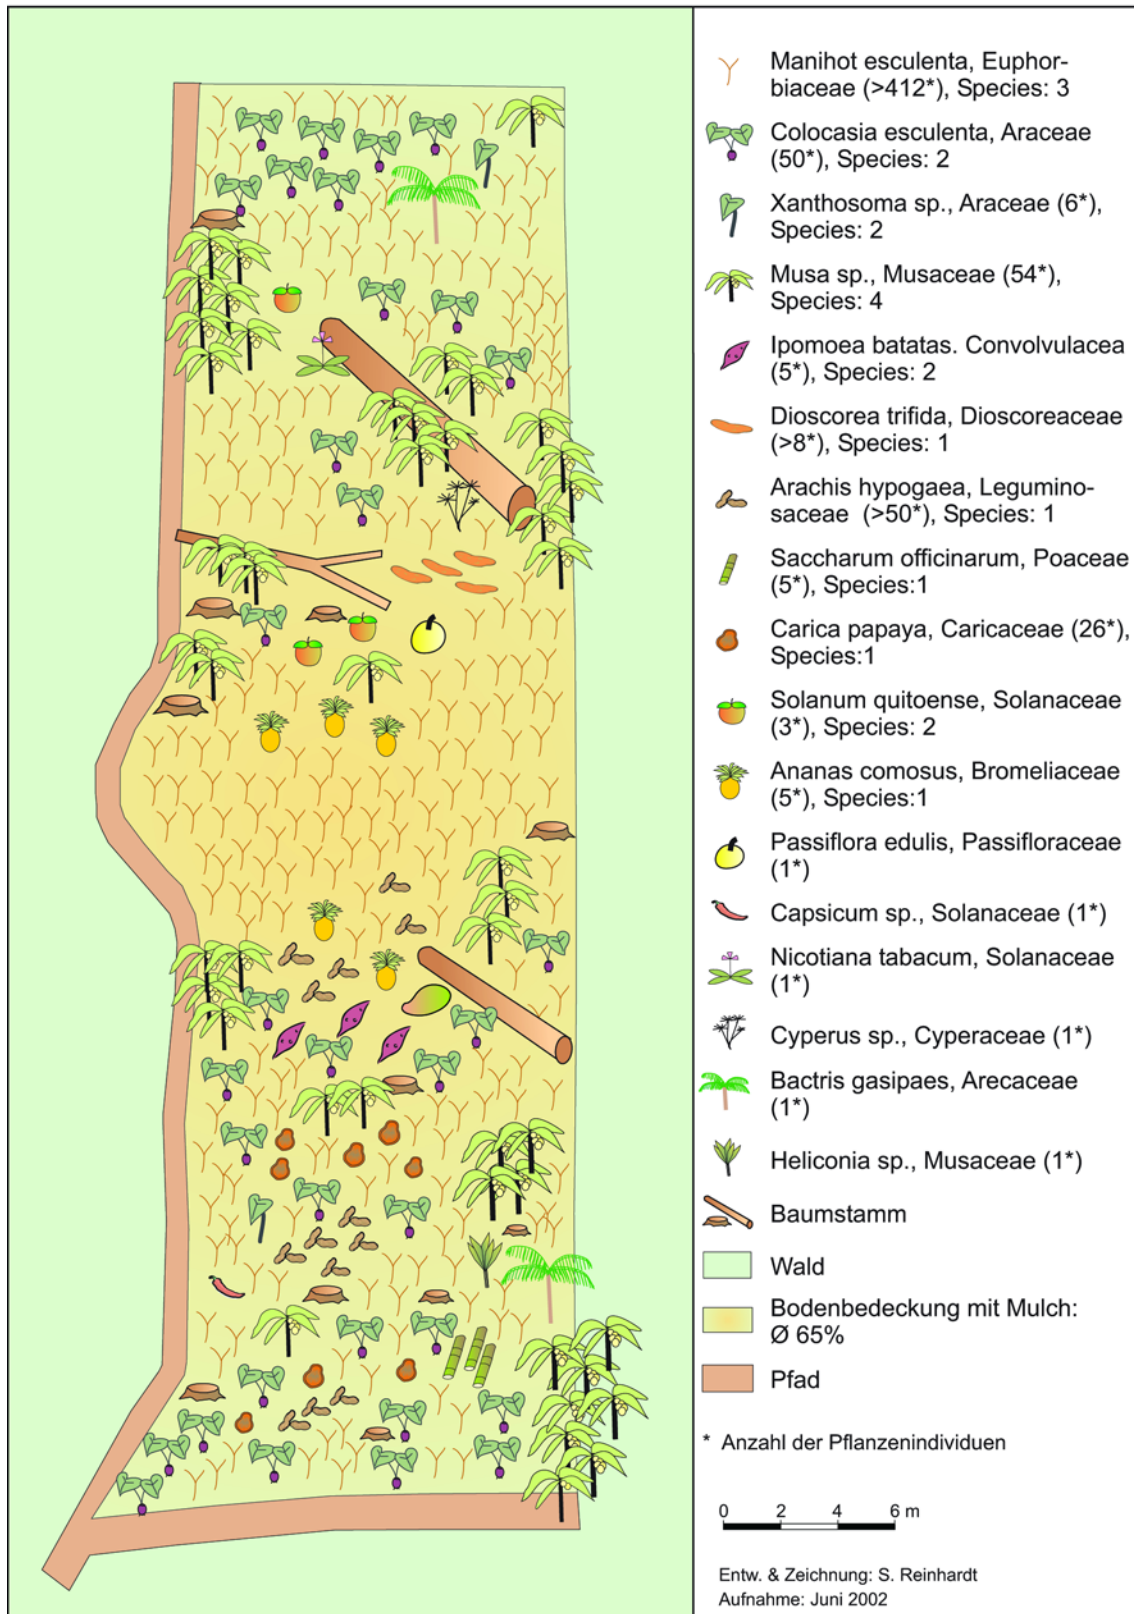 Manihot esculenta, Euphor-
biaceae (>412*), Species: 3
Colocasia esculenta, Araceae
(50*), Species: 2
Xanthosoma sp., Araceae (6*),
Species: 2
Musa sp., Musaceae (54*),
Species: 4
Ipomoea batatas. Convolvulacea
(5*), Species: 2
Dioscorea trifida, Dioscoreaceae
(>8*), Species: 1
Arachis hypogaea, Legumino-
saceae (>50*), Species: 1
Saccharum officinarum, Poaceae
(5*), Species:1
Carica papaya, Caricaceae (26*),
Species:1
Solanum quitoense, Solanaceae
(3*), Species: 2
Ananas comosus, Bromeliaceae
(5*), Species:1
Passiflora edulis, Passifloraceae
(1*)
Capsicum sp., Solanaceae (1*)
Nicotiana tabacum, Solanaceae
(1*)
Cyperus sp., Cyperaceae (1*)
Bactris gasipaes, Arecaceae
(1*)
Heliconia sp., Musaceae (1*)
Baumstamm
Wald
Bodenbedeckung mit Mulch:
Ø 65%
Pfad
* Anzahl der Pflanzenindividuen
0 2 4 6 m
Entw. & Zeichnung: S. Reinhardt
Aufnahme: Juni 2002